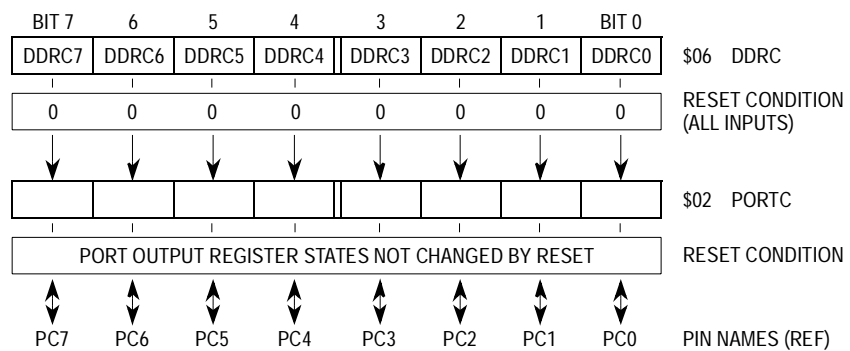 BIT 7 6 5 4 3 2 1 BIT 0
DDRC7 DDRC6 DDRC5 DDRC4 DDRC3 DDRC2 DDRC1 DDRC0 $06 DDRC
0 0 0 0 0 0 0 0 RESET CONDITION
(ALL INPUTS)
$02 PORTC
PORT OUTPUT REGISTER STATES NOT CHANGED BY RESET RESET CONDITION
PC7 PC6 PC5 PC4 PC3 PC2 PC1 PC0 PIN NAMES (REF)